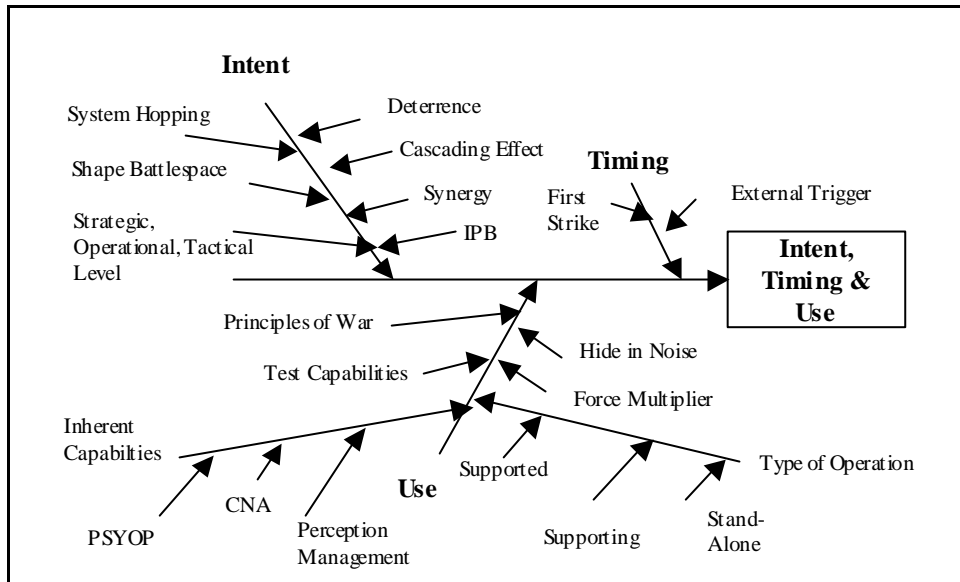 Intent
System Hopping
Deterrence
Cascading Effect
Shape Battlespace
Synergy
Strategic,
Operational, Tactical
Level
IPB
Timing
First
Strike
External Trigger
Intent,
Timing &
Use
Principles of War
Hide in Noise
Test Capabilities
Force Multiplier
Inherent
Capabilties
Supported
Type of Operation
Use
CNA
PSYOP
Perception
Management
Supporting
Stand-
Alone